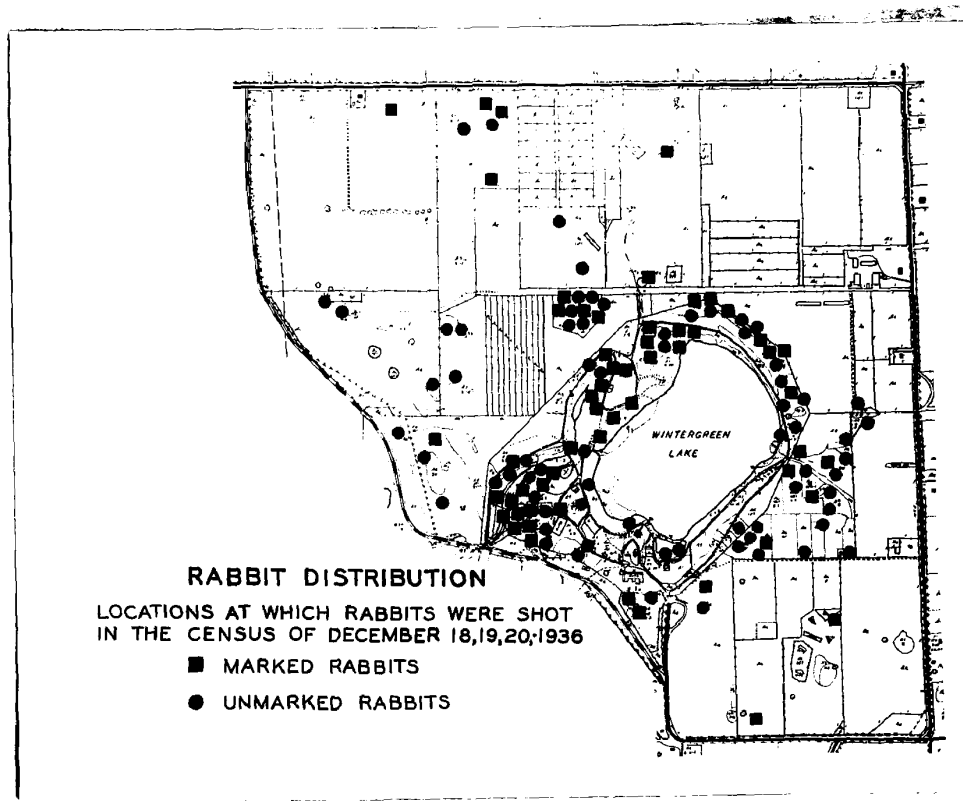 WINTERGREEN
LAKE
RABBIT DISTRIBUTION
LOCATIONS AT WHICH RABBITS WERE SHOT
IN THE CENSUS OF DECEMBER 18,19,20,-1936
MARKED RABBITS
UNMARKED RABBITS